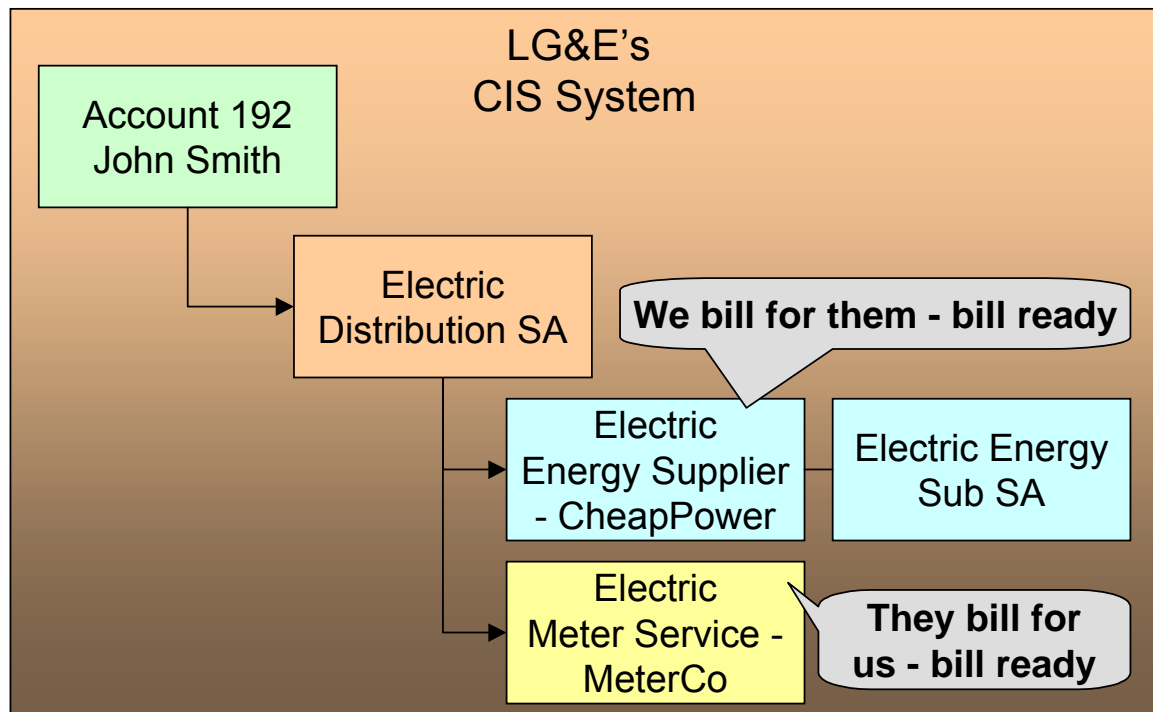 LG&E’s
CIS System
Account 192
John Smith
Electric
Distribution SA
We bill for them - bill ready
Electric
Energy Supplier
- CheapPower
Electric Energy
Sub SA
Electric
Meter Service -
MeterCo
They bill for
us - bill ready